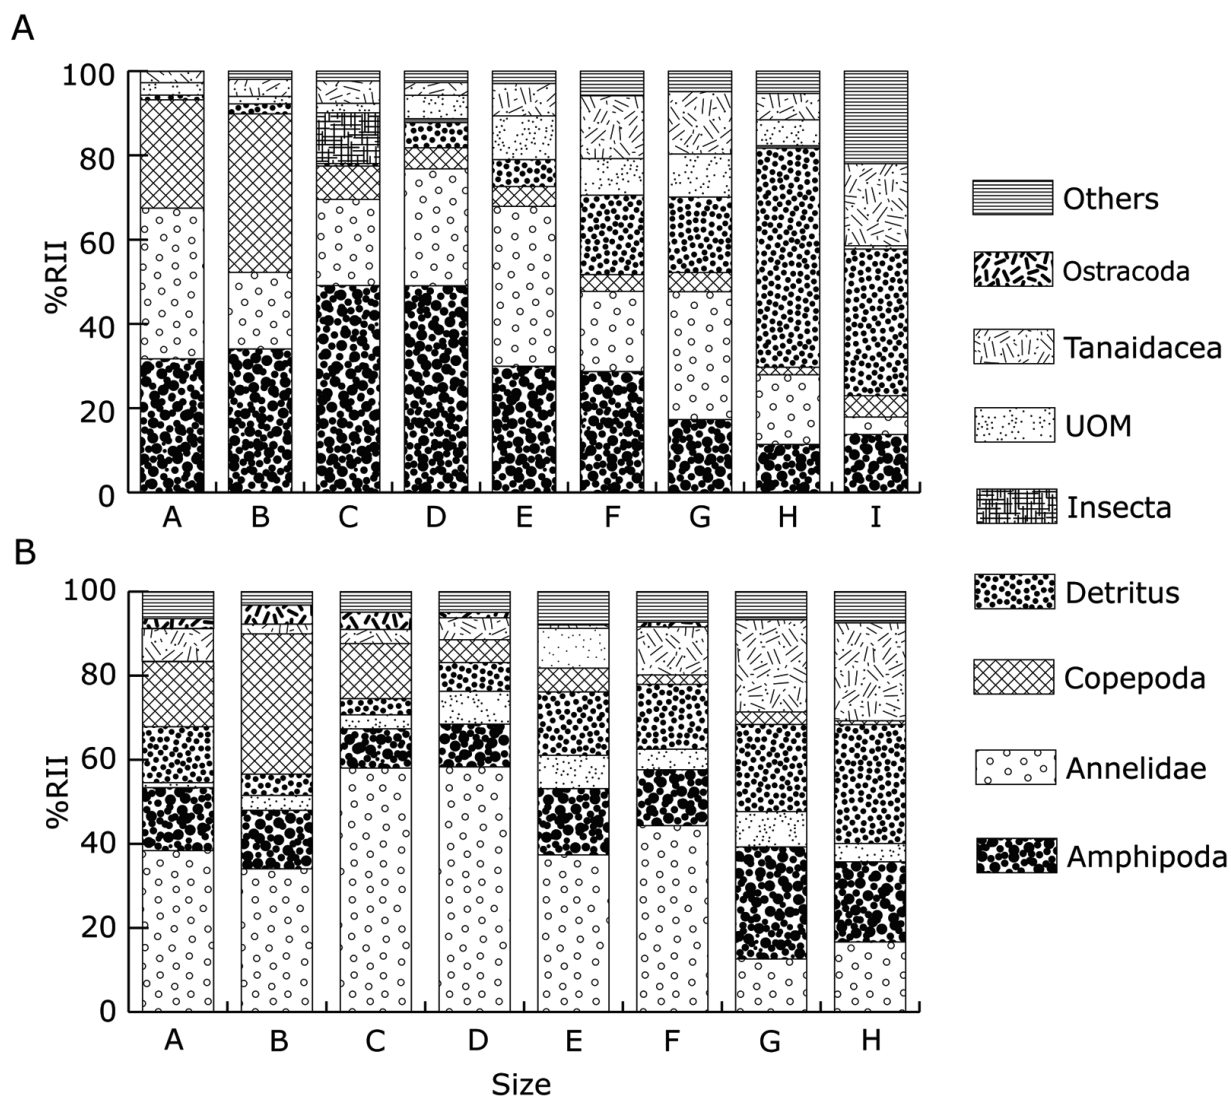 A
100
80
60
40
20
0
%RII
A B C D E F G H I
B
100
80
60
40
20
0
%RII
A B C D E F G H
Size
Others
Ostracoda
Tanaidacea
UOM
Insecta
Detritus
Copepoda
Annelidae
Amphipoda